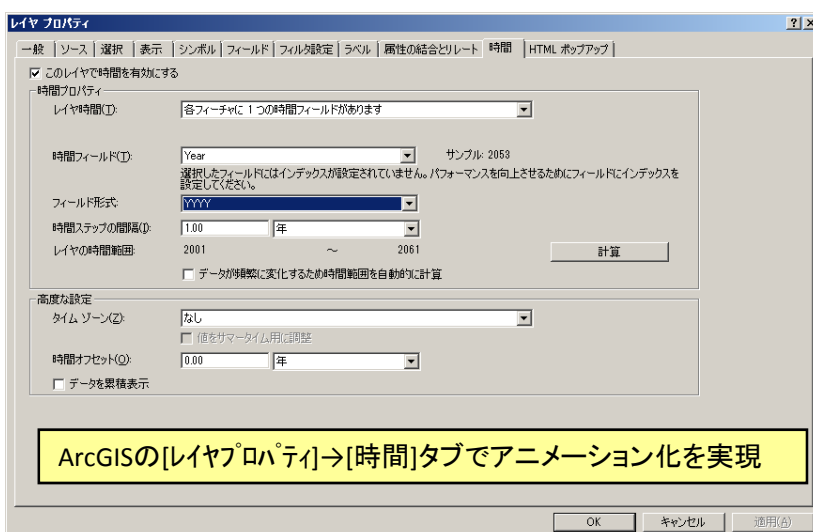 レイヤ プロパティ
一般 ソース 選択 表示 シンボル フィールド フィルタ設定 ラベル 属性の結合とリレート 時間 HTML ポップアップ
このレイヤで時間を有効にする
時間プロパティ
レイヤ時間(T): 各フィーチャに 1 つの時間フィールドがあります
時間フィールド(T): Year サンプル: 2053
選択したフィールドにはインデックスが設定されていません。パフォーマンスを向上させるためにフィールドにインデックスを
設定してください。
フィールド形式: YYYY
時間ステップの間隔(I): 1.00 年
レイヤの時間範囲: 2001 ～ 2061 計算
データが頻繁に変化するため時間範囲を自動的に計算
高度な設定
タイム ゾーン(Z): なし
値をサマータイム用に調整
時間オフセット(O): 0.00 年
データを累積表示
ArcGISの[ﾚｲﾔﾌﾟﾛﾊﾟﾃｨ]→[時間]タブでアニメーション化を実現
OK キャンセル 適用(A)